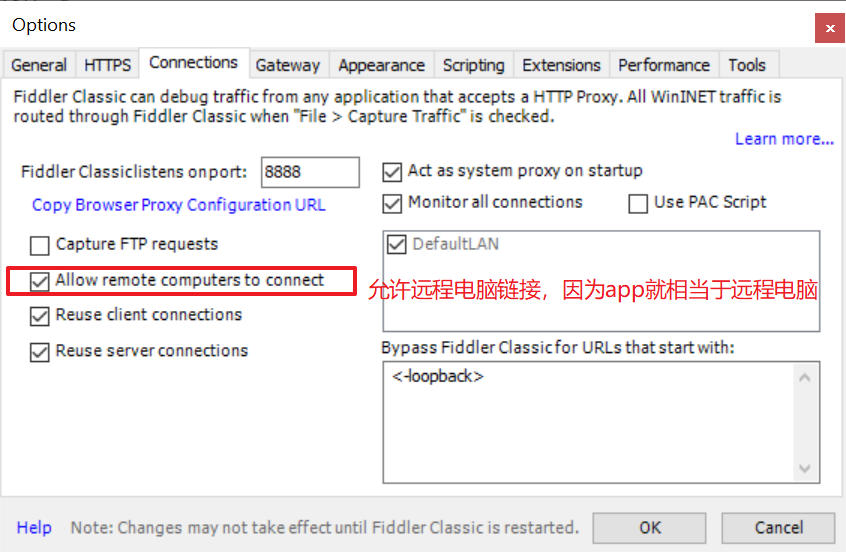 Options
General HTTPS Connections Gateway Appearance Scripting Extensions Performance Tools
Fiddler Classic can debug traffic from any application that accepts a HTTP Proxy. All WinINET traffic is
routed through Fiddler Classic when "File > Capture Traffic" is checked.
Learn more...
Fiddler Classic listens on port: 8888
Copy Browser Proxy Configuration URL
Capture FTP requests
Allow remote computers to connect
Reuse client connections
Reuse server connections
Act as system proxy on startup
Monitor all connections Use PAC Script
DefaultLAN
允许远程电脑链接，因为app就相当于远程电脑
Bypass Fiddler Classic for URLs that start with:
<-loopback>
Help Note: Changes may not take effect until Fiddler Classic is restarted. OK Cancel